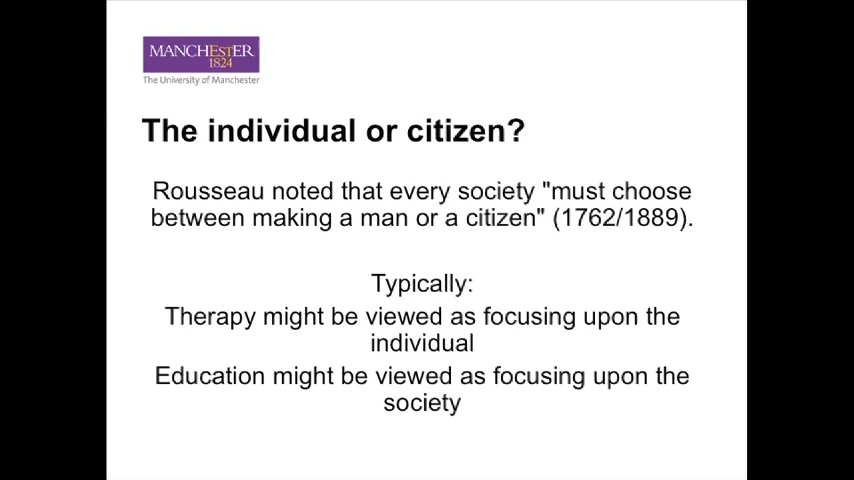 MANCHESTER
1824
The University of Manchester
The individual or citizen?
Rousseau noted that every society "must choose
between making a man or a citizen" (1762/1889).
Typically:
Therapy might be viewed as focusing upon the
individual
Education might be viewed as focusing upon the
society